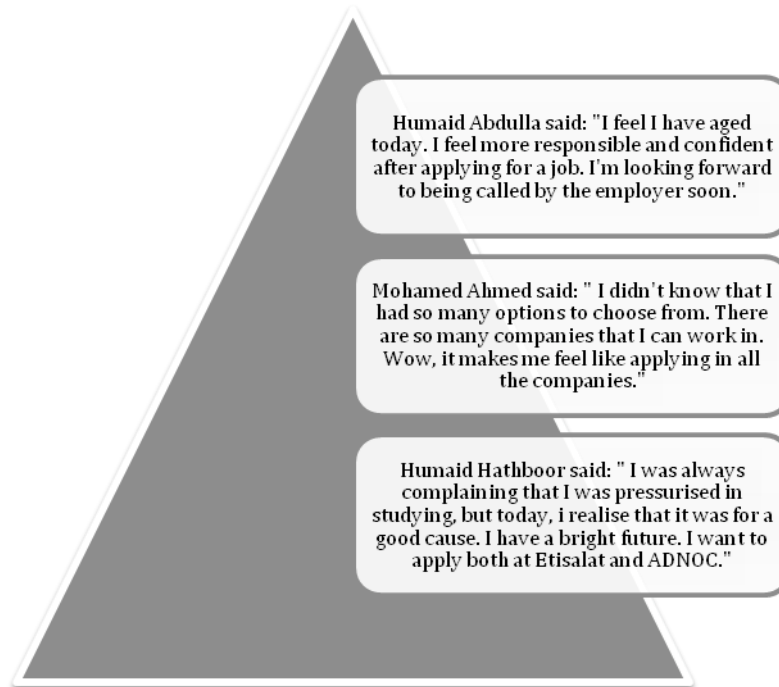 Humaid Abdulla said: "I feel I have aged
today. I feel more responsible and confident
after applying for a job. I'm looking forward
to being called by the employer soon."
Mohamed Ahmed said: " I didn't know that I
had so many options to choose from. There
are so many companies that I can work in.
Wow, it makes me feel like applying in all
the companies."
Humaid Hathboor said: " I was always
complaining that I was pressurised in
studying, but today, i realise that it was for a
good cause. I have a bright future. I want to
apply both at Etisalat and ADNOC."